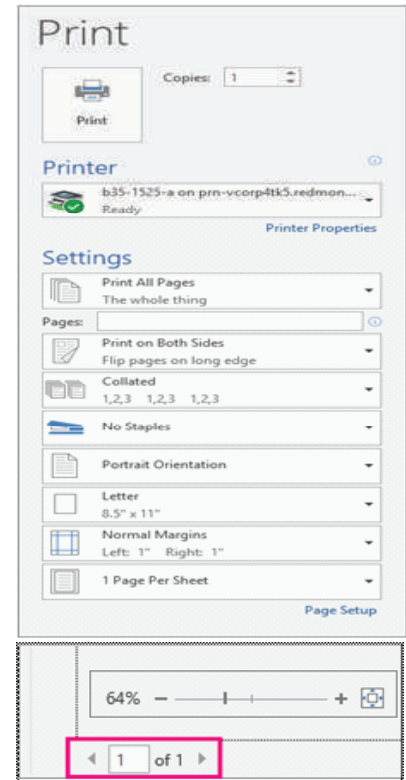 Print
Copies: 1
Print
Printer
b35-1525-a on prn-vcorp4tk5.redmon...
Ready
Printer Properties
Settings
Print All Pages
The whole thing
Pages:
Print on Both Sides
Flip pages on long edge
Collated
1,2,3 1,2,3 1,2,3
No Staples
Portrait Orientation
Letter
8.5" x 11"
Normal Margins
Left: 1" Right: 1"
1 Page Per Sheet
Page Setup
64%
1 of 1